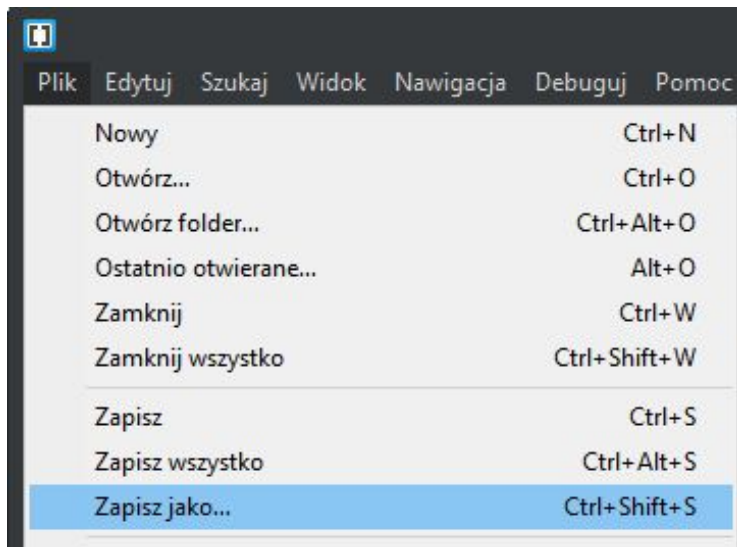 Plik Edytuj Szukaj Widok Nawigacja Debuguj Pomoc
Nowy Ctrl+N
Otwórz... Ctrl+O
Otwórz folder... Ctrl+Alt+O
Ostatnio otwierane... Alt+O
Zamknij Ctrl+W
Zamknij wszystko Ctrl+Shift+W
Zapisz Ctrl+S
Zapisz wszystko Ctrl+Alt+S
Zapisz jako... Ctrl+Shift+S